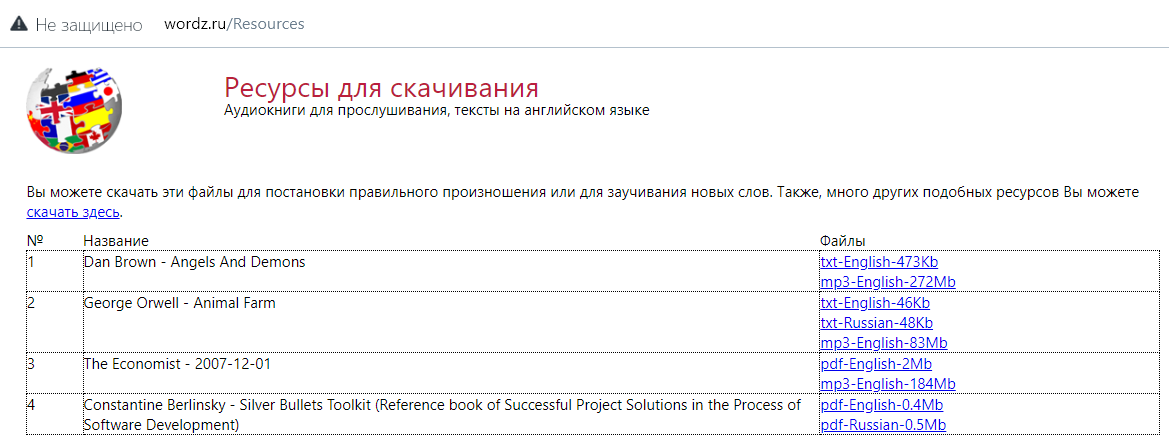 Не защищено wordz.ru/Resources
Ресурсы для скачивания
Аудиокниги для прослушивания, тексты на английском языке
Вы можете скачать эти файлы для постановки правильного произношения или для заучивания новых слов. Также, много других подобных ресурсов Вы можете
скачать здесь.
№ Название Файлы
1 Dan Brown - Angels And Demons txt-English-473Kb
mp3-English-272Mb
2 George Orwell - Animal Farm txt-English-46Kb
txt-Russian-48Kb
mp3-English-83Mb
3 The Economist - 2007-12-01 pdf-English-2Mb
mp3-English-184Mb
4 Constantine Berlinsky - Silver Bullets Toolkit (Reference book of Successful Project Solutions in the Process of pdf-English-0.4Mb
Software Development) pdf-Russian-0.5Mb